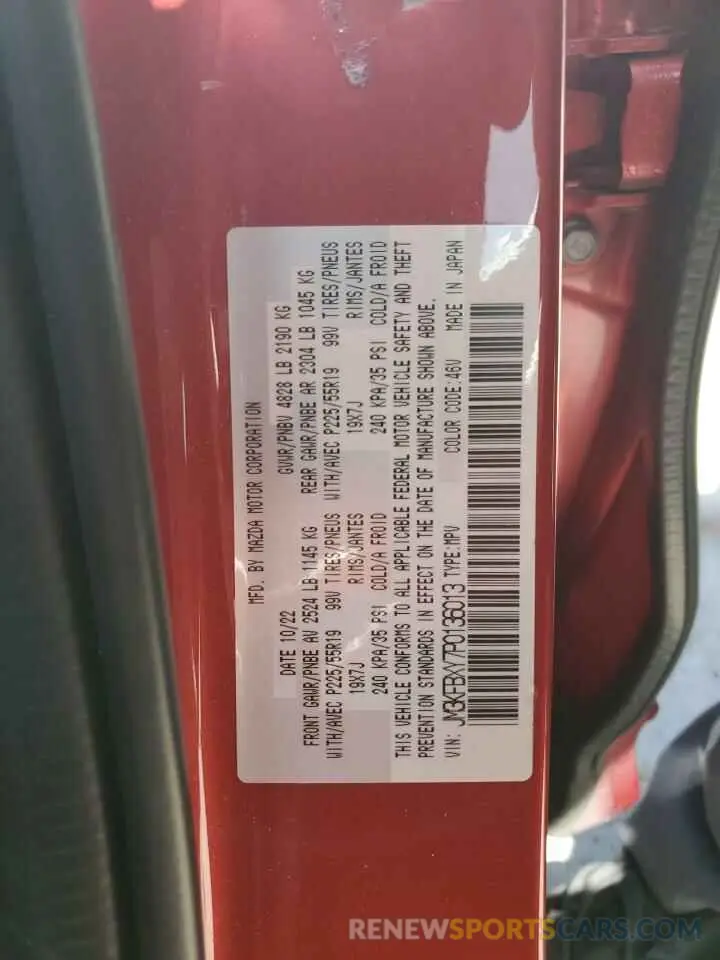 MFD. BY MAZDA MOTOR CORPORATION
DATE 10/22 GVWR/PNBV 4828 LB 2190 KG
FRONT GAWR/PNBE AV 2524 LB 1145 KG REAR GAWR/PNBE AR 2304 LB 1045 KG
WITH/AVEC P225/55R19 99V TIRES/PNEUS WITH/AVEC P225/55R19 99V TIRES/PNEUS
19X7J RIMS/JANTES 19X7J RIMS/JANTES
240 KPA/35 PSI COLD/A FROID 240 KPA/35 PSI COLD/A FROID
THIS VEHICLE CONFORMS TO ALL APPLICABLE FEDERAL MOTOR VEHICLE SAFETY AND THEFT
PREVENTION STANDARDS IN EFFECT ON THE DATE OF MANUFACTURE SHOWN ABOVE.
VIN: JM3KFBXY7P0136013 TYPE:MPV COLOR CODE:46V MADE IN JAPAN
RENEWSPORTSCARS.COM